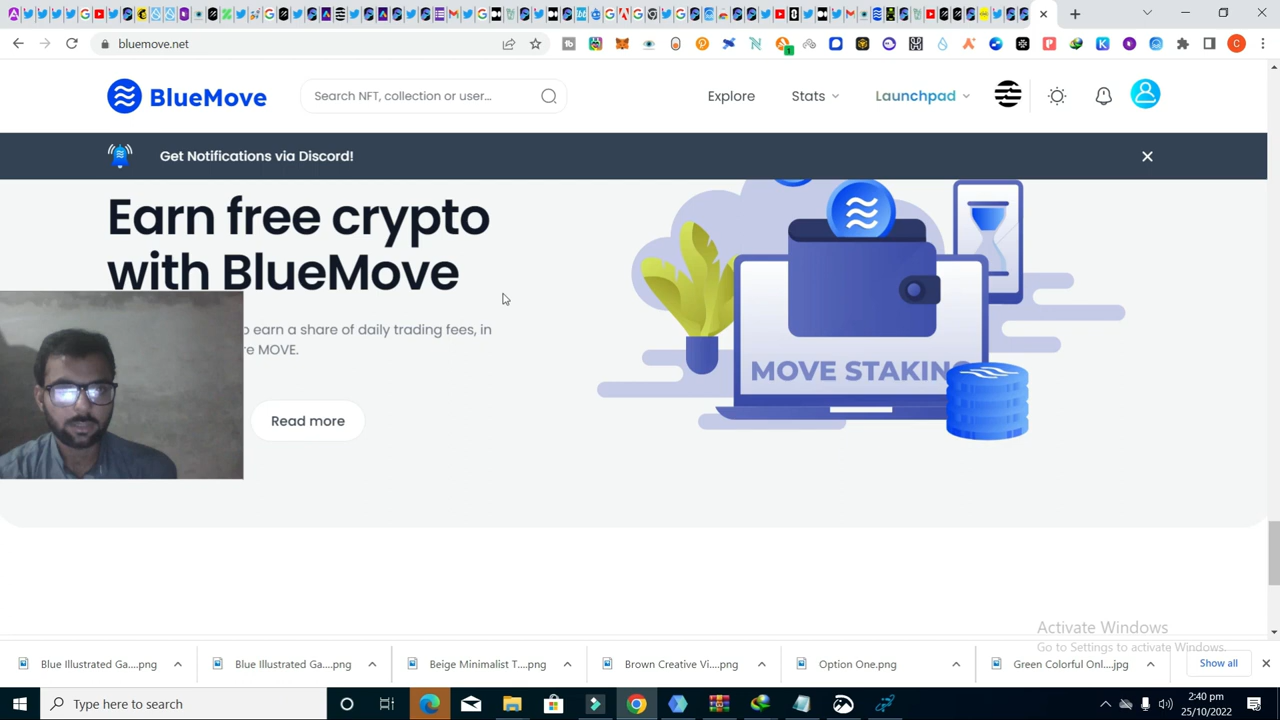 bluemove.net
BlueMove
Search NFT, collection or user...
Explore
Stats
Launchpad
C
1
Get Notifications via Discord!
Earn free crypto
with BlueMove
earn a share of daily trading fees, in
re MOVE.
Read more
MOVE STAKING
Activate Windows
Go to Settings to activate Windows.
Blue Illustrated Ga....png
Blue Illustrated Ga....png
Beige Minimalist T....png
Brown Creative Vi....png
Option One.png
Green Colorful Onl....jpg
Show all
Type here to search
2:40 pm
25/10/2022